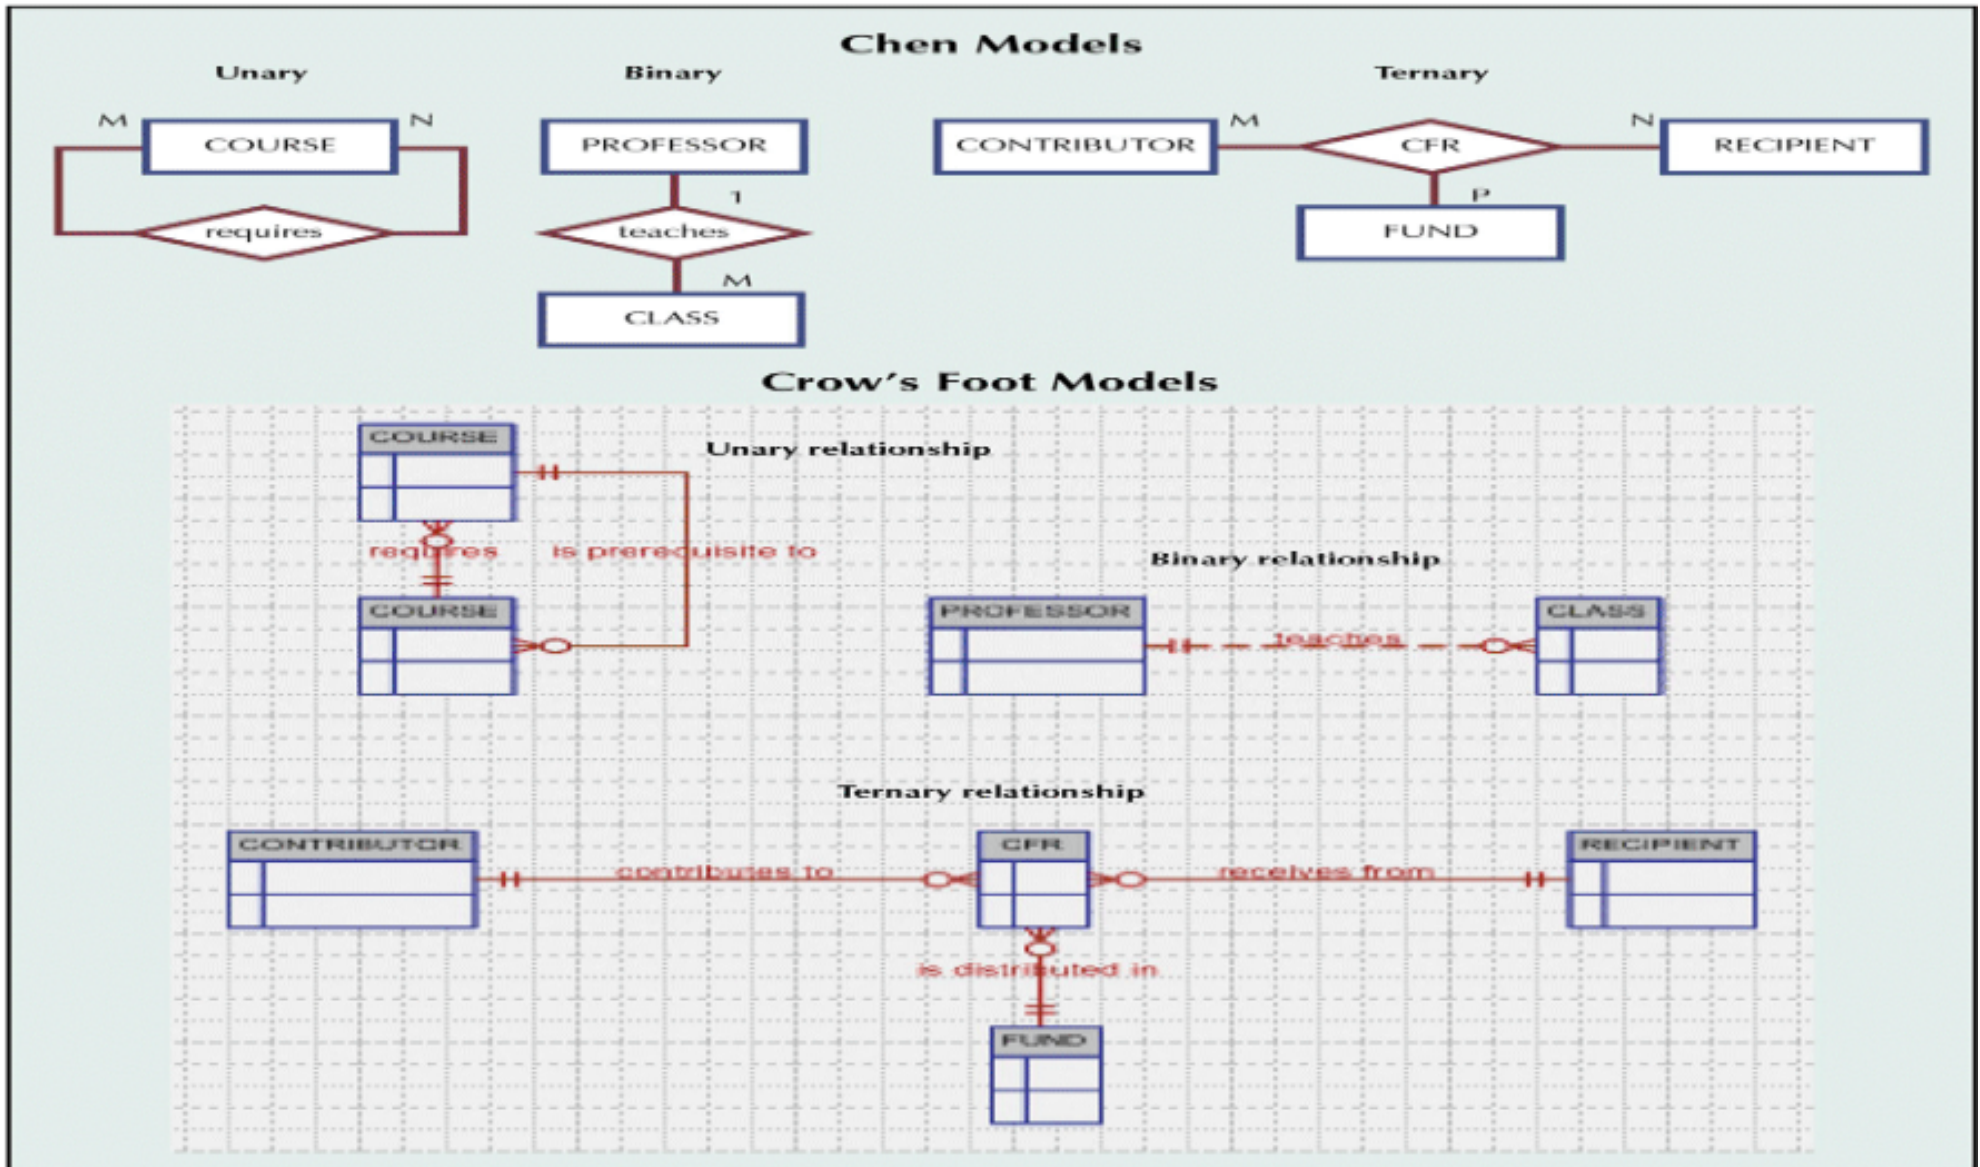 Chen Models
Unary
Binary
Ternary
M
COURSE
N
requires
PROFESSOR
1
teaches
M
CLASS
CONTRIBUTOR
M
CFR
N
RECIPIENT
P
FUND
Crow's Foot Models
COURSE
Unary relationship
requires
is prerequisite to
COURSE
Binary relationship
PROFESSOR
teaches
CLASS
Ternary relationship
CONTRIBUTOR
contributes to
CFR
receives from
RECIPIENT
is distributed in
FUND